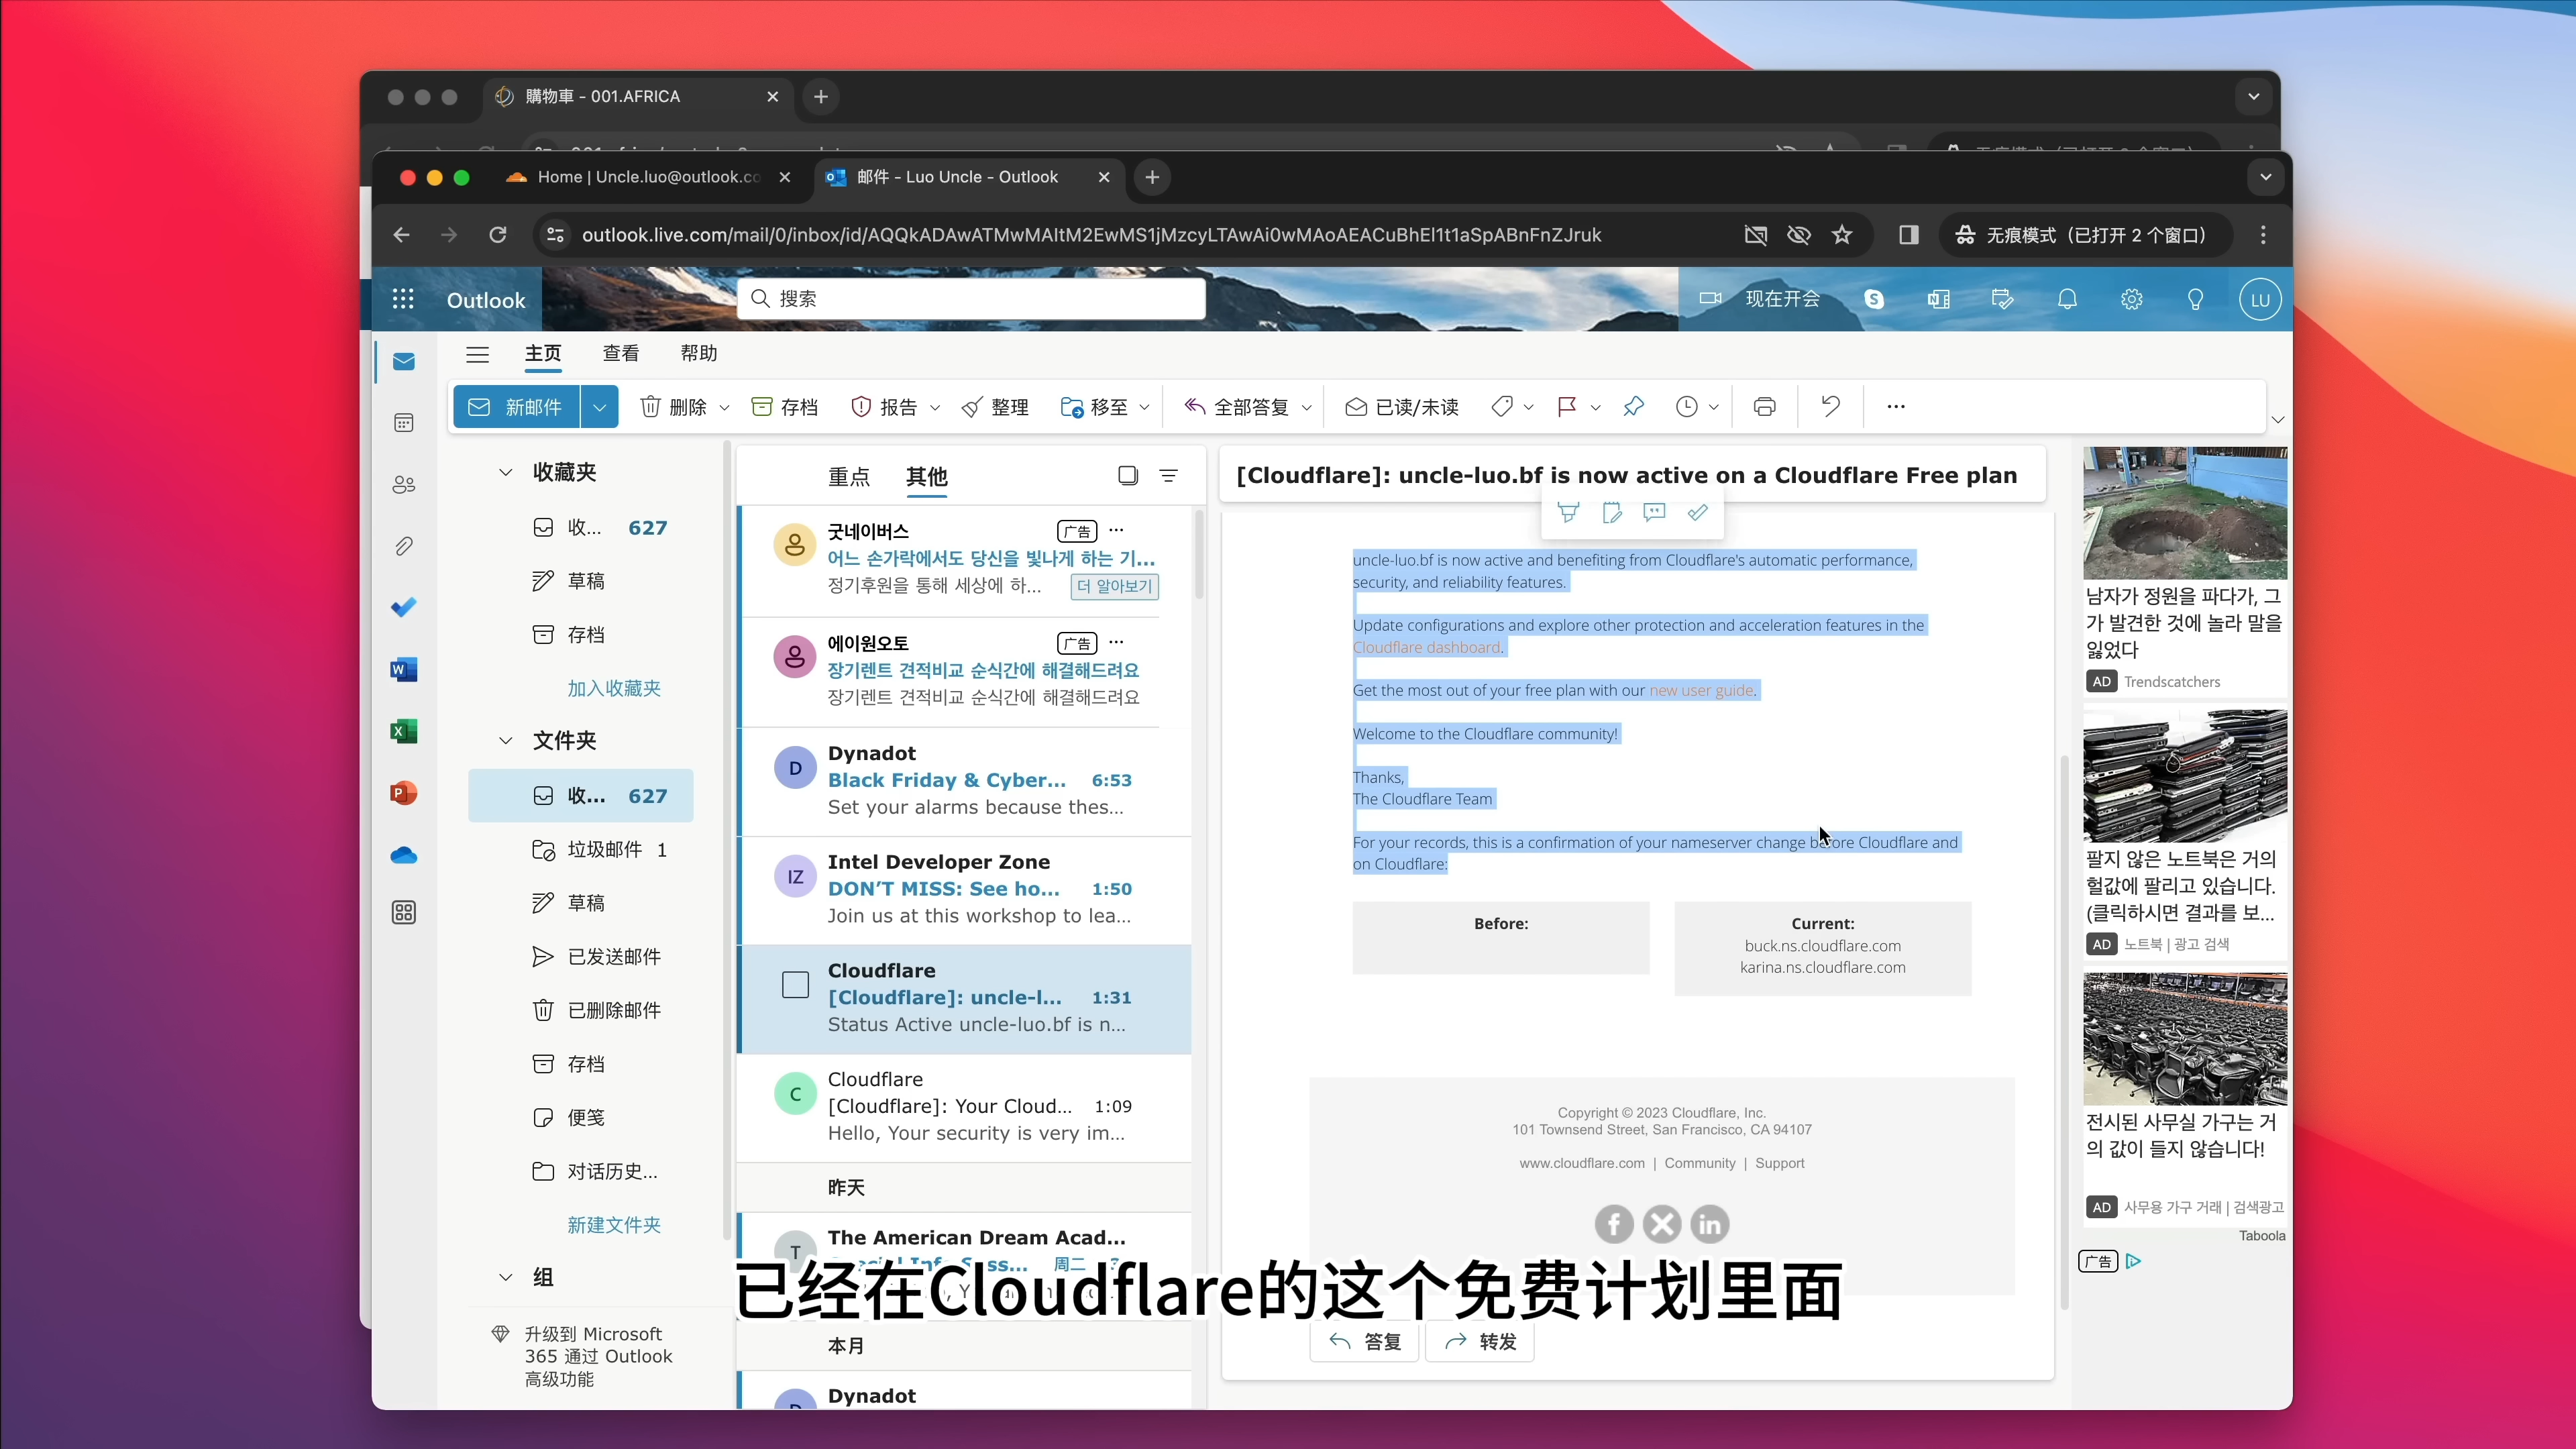 購物車 - 001.AFRICA
Home | Uncle.luo@outlook.co
邮件 - Luo Uncle - Outlook
outlook.live.com/mail/0/inbox/id/AQQkADAwATMwMAItM2EwMS1jMzcyLTAwAi0wMAoAEACuBhEl1t1aSpABnFnZJruk
无痕模式（已打开 2 个窗口）
Outlook
搜索
现在开会
LU
主页
查看
帮助
新邮件
删除
存档
报告
整理
移至
全部答复
已读/未读
收藏夹
收... 627
草稿
存档
加入收藏夹
文件夹
收... 627
垃圾邮件 1
草稿
已发送邮件
已删除邮件
存档
便笺
对话历史...
新建文件夹
组
升级到 Microsoft
365 通过 Outlook
高级功能
重点
其他
굿네이버스
广告
어느 손가락에서도 당신을 빛나게 하는 기...
정기후원을 통해 세상에 하...
더 알아보기
에이원오토
广告
장기렌트 견적비교 순식간에 해결해드려요
장기렌트 견적비교 순식간에 해결해드려요
D
Dynadot
Black Friday & Cyber... 6:53
Set your alarms because thes...
IZ
Intel Developer Zone
DON'T MISS: See ho... 1:50
Join us at this workshop to lea...
Cloudflare
[Cloudflare]: uncle-l... 1:31
Status Active uncle-luo.bf is n...
C
Cloudflare
[Cloudflare]: Your Cloud... 1:09
Hello, Your security is very im...
昨天
T
The American Dream Acad...
周二
本月
Dynadot
[Cloudflare]: uncle-luo.bf is now active on a Cloudflare Free plan
uncle-luo.bf is now active and benefiting from Cloudflare's automatic performance,
security, and reliability features.
Update configurations and explore other protection and acceleration features in the
Cloudflare dashboard.
Get the most out of your free plan with our new user guide.
Welcome to the Cloudflare community!
Thanks,
The Cloudflare Team
For your records, this is a confirmation of your nameserver change before Cloudflare and
on Cloudflare:
Before:
Current:
buck.ns.cloudflare.com
karina.ns.cloudflare.com
Copyright © 2023 Cloudflare, Inc.
101 Townsend Street, San Francisco, CA 94107
www.cloudflare.com | Community | Support
答复
转发
남자가 정원을 파다가, 그
가 발견한 것에 놀라 말을
잃었다
AD Trendscatchers
팔지 않은 노트북은 거의
헐값에 팔리고 있습니다.
(클릭하시면 결과를 보...
AD 노트북 | 광고 검색
전시된 사무실 가구는 거
의 값이 들지 않습니다!
AD 사무용 가구 거래 | 검색광고
Taboola
广告
已经在Cloudflare的这个免费计划里面